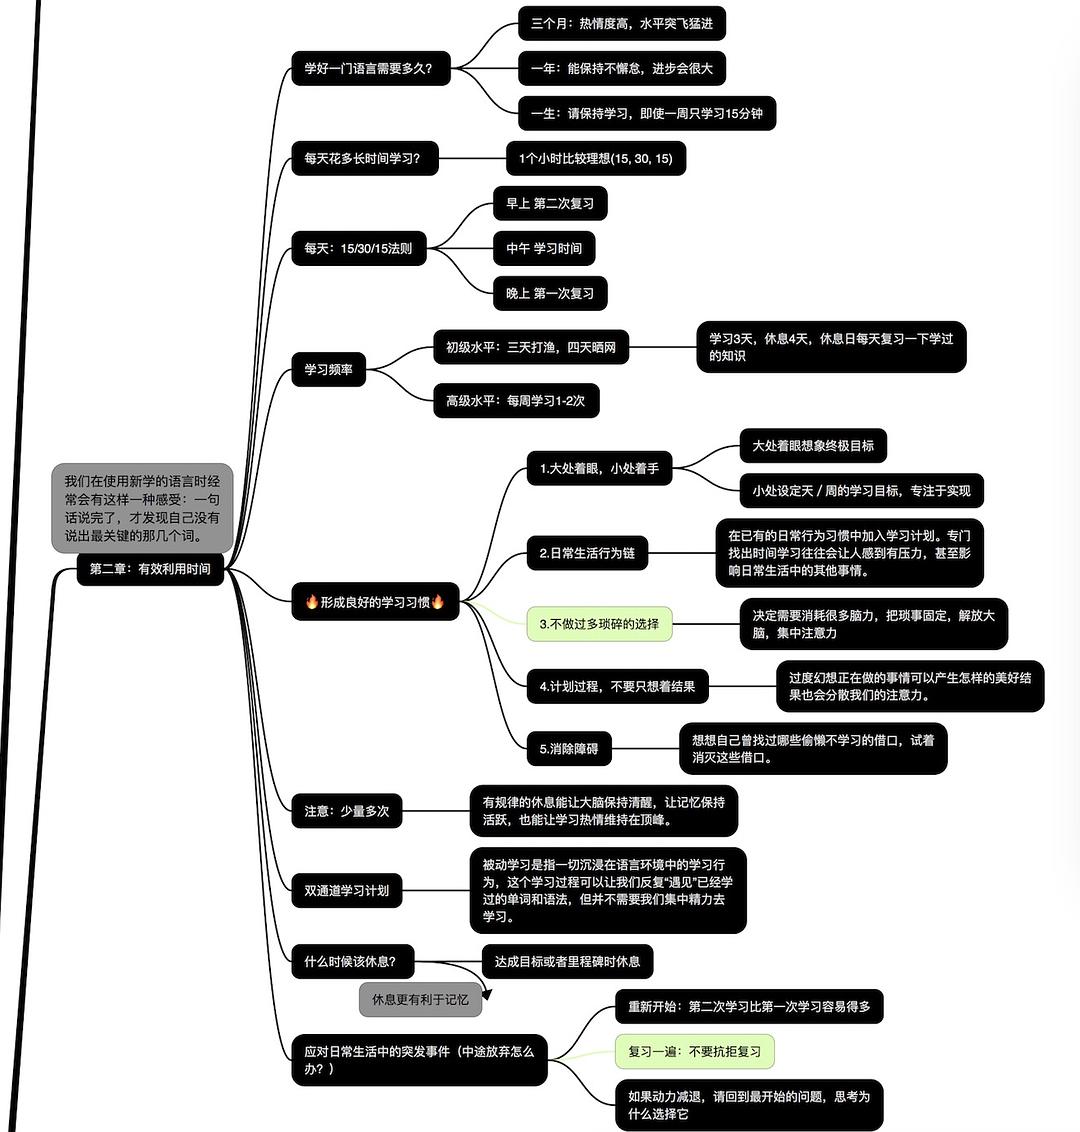 三个月：热情度高，水平突飞猛进
学好一门语言需要多久？
一年：能保持不懈怠，进步会很大
一生：请保持学习，即使一周只学习15分钟
每天花多长时间学习？
1个小时比较理想(15, 30, 15)
早上 第二次复习
每天：15/30/15法则
中午 学习时间
晚上 第一次复习
学习频率
初级水平：三天打渔，四天晒网
学习3天，休息4天，休息日每天复习一下学过
的知识
高级水平：每周学习1-2次
我们在使用新学的语言时经
常会有这样一种感受：一句
话说完了，才发现自己没有
说出最关键的那几个词。
第二章：有效利用时间
🔥形成良好的学习习惯🔥
1.大处着眼，小处着手
大处着眼想象终极目标
小处设定天 / 周的学习目标，专注于实现
2.日常生活行为链
在已有的日常行为习惯中加入学习计划。专门
找出时间学习往往会让人感到有压力，甚至影
响日常生活中的其他事情。
3.不做过多琐碎的选择
决定需要消耗很多脑力，把琐事固定，解放大
脑，集中注意力
4.计划过程，不要只想着结果
过度幻想正在做的事情可以产生怎样的美好结
果也会分散我们的注意力。
5.消除障碍
想想自己曾找过哪些偷懒不学习的借口，试着
消灭这些借口。
注意：少量多次
有规律的休息能让大脑保持清醒，让记忆保持
活跃，也能让学习热情维持在顶峰。
双通道学习计划
被动学习是指一切沉浸在语言环境中的学习行
为，这个学习过程可以让我们反复“遇见”已经学
过的单词和语法，但并不需要我们集中精力去
学习。
什么时候该休息？
达成目标或者里程碑时休息
休息更有利于记忆
应对日常生活中的突发事件（中途放弃怎么
办？）
重新开始：第二次学习比第一次学习容易得多
复习一遍：不要抗拒复习
如果动力减退，请回到最开始的问题，思考为
什么选择它